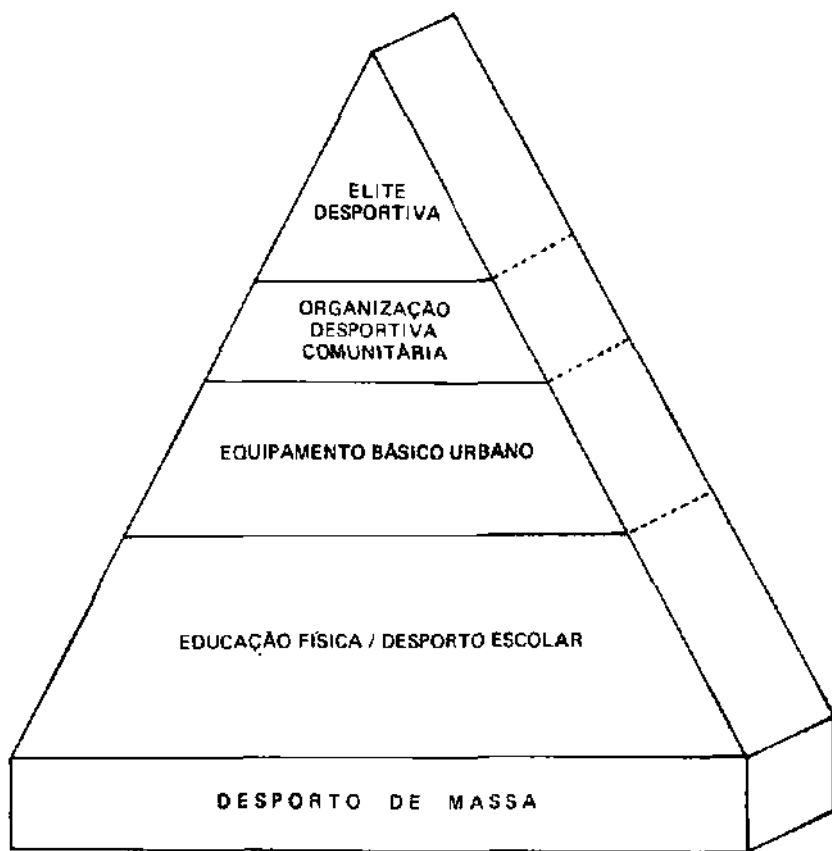 ELITE
DESPORTIVA
ORGANIZAÇÃO
DESPORTIVA
COMUNITÁRIA
EQUIPAMENTO BÁSICO URBANO
EDUCAÇÃO FÍSICA / DESPORTO ESCOLAR
DESPORTO DE MASSA